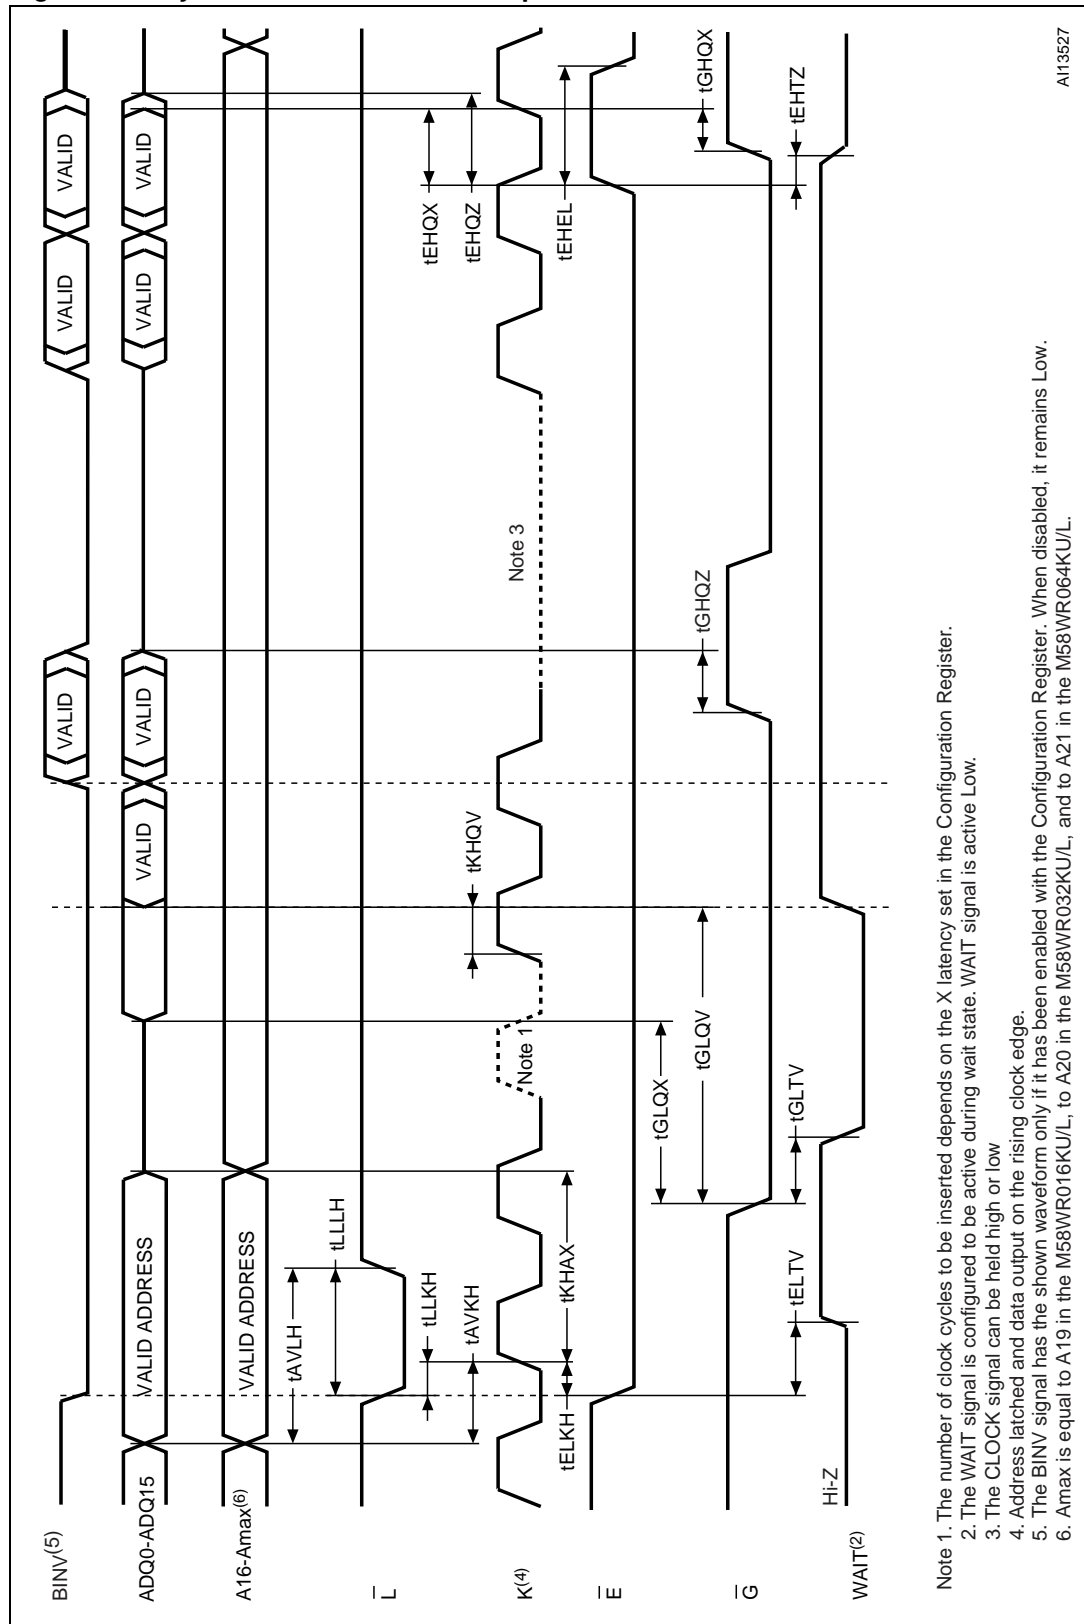 BINV(5)
VALID
VALID
VALID
ADQ0-ADQ15
VALID ADDRESS
VALID
VALID
VALID
VALID
A16-Amax(6)
VALID ADDRESS
tAVLH
tLLLH
L
tLLKH
tAVKH
tELKH
tKHAX
K(4)
Note 1
tKHQV
Note 3
tEHQX
tEHQZ
tEHEL
E
tGLQX
tGLQV
G
tGHQZ
tGHQX
tELTV
tGLTV
tEHTZ
Hi-Z
WAIT(2)
Note 1. The number of clock cycles to be inserted depends on the X latency set in the Configuration Register.
2. The WAIT signal is configured to be active during wait state. WAIT signal is active Low.
3. The CLOCK signal can be held high or low
4. Address latched and data output on the rising clock edge.
5. The BINV signal has the shown waveform only if it has been enabled with the Configuration Register. When disabled, it remains Low.
6. Amax is equal to A19 in the M58WR016KU/L, to A20 in the M58WR032KU/L, and to A21 in the M58WR064KU/L.
AI13527